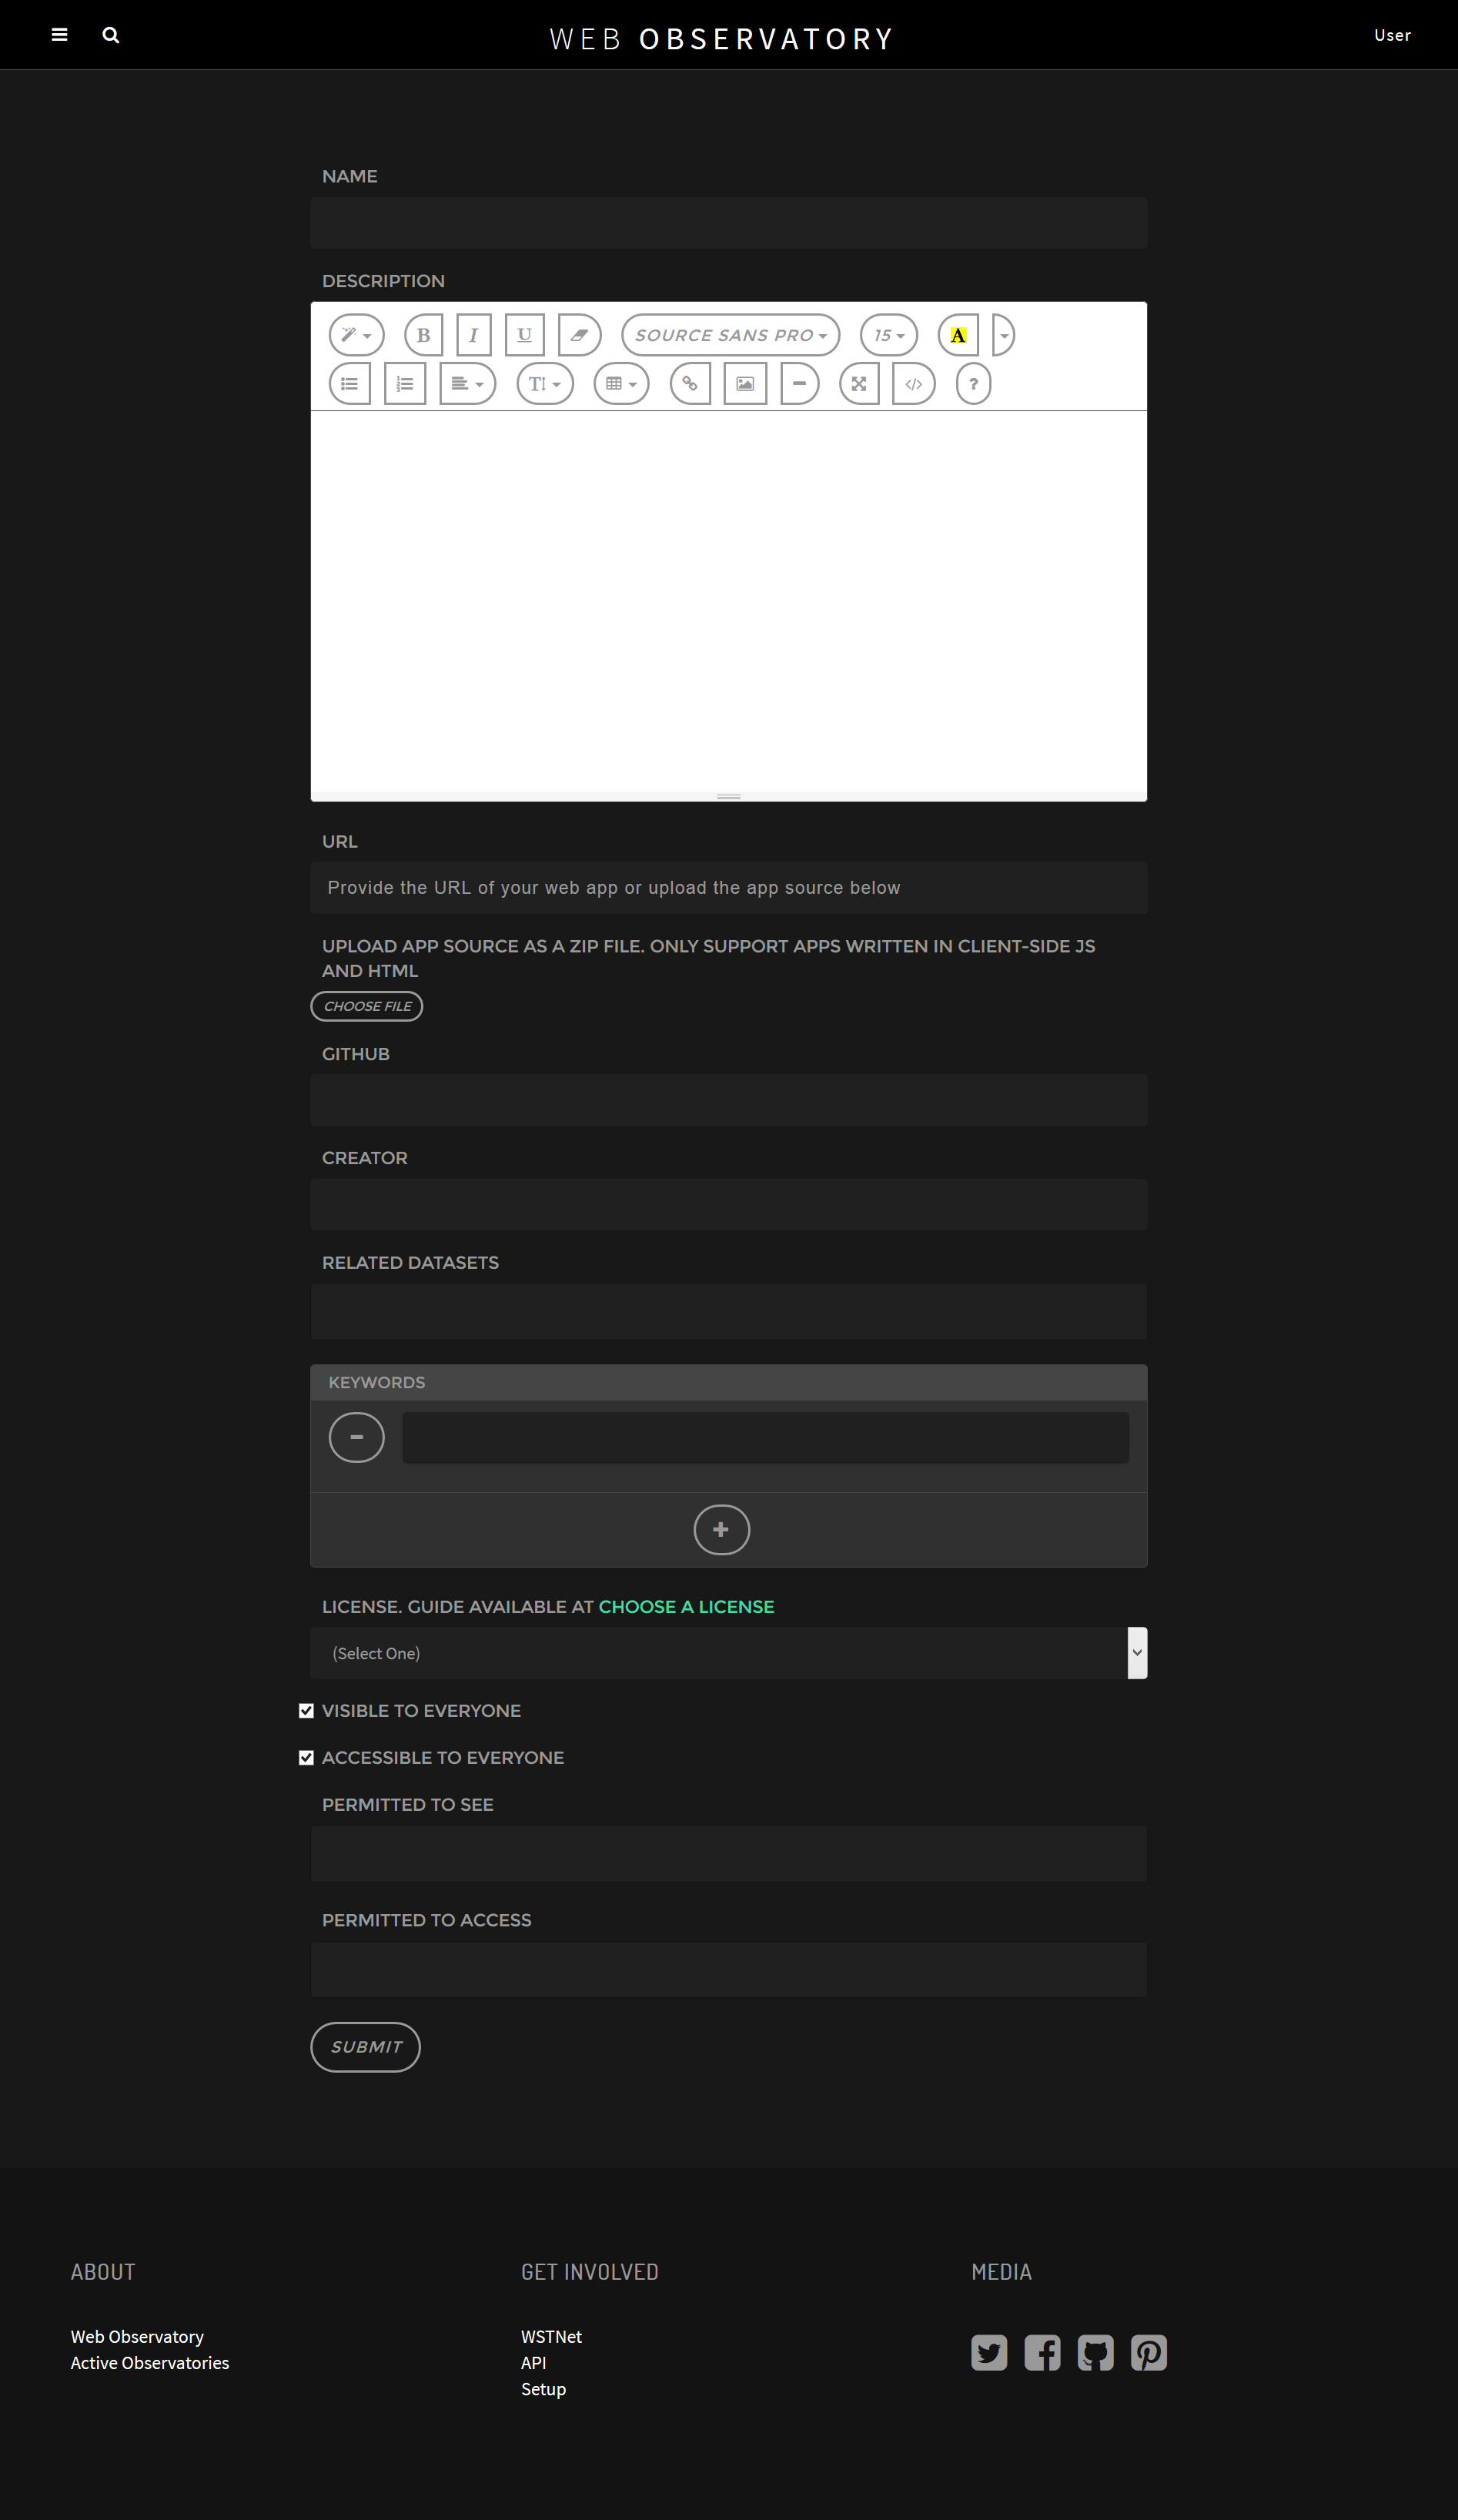 WEB OBSERVATORY
User
NAME
DESCRIPTION
B I U SOURCE SANS PRO 15 A
T ?
URL
Provide the URL of your web app or upload the app source below
UPLOAD APP SOURCE AS A ZIP FILE. ONLY SUPPORT APPS WRITTEN IN CLIENT-SIDE JS
AND HTML
CHOOSE FILE
GITHUB
CREATOR
RELATED DATASETS
KEYWORDS
LICENSE. GUIDE AVAILABLE AT CHOOSE A LICENSE
(Select One)
VISIBLE TO EVERYONE
ACCESSIBLE TO EVERYONE
PERMITTED TO SEE
PERMITTED TO ACCESS
SUBMIT
ABOUT
Web Observatory
Active Observatories
GET INVOLVED
WSTNet
API
Setup
MEDIA